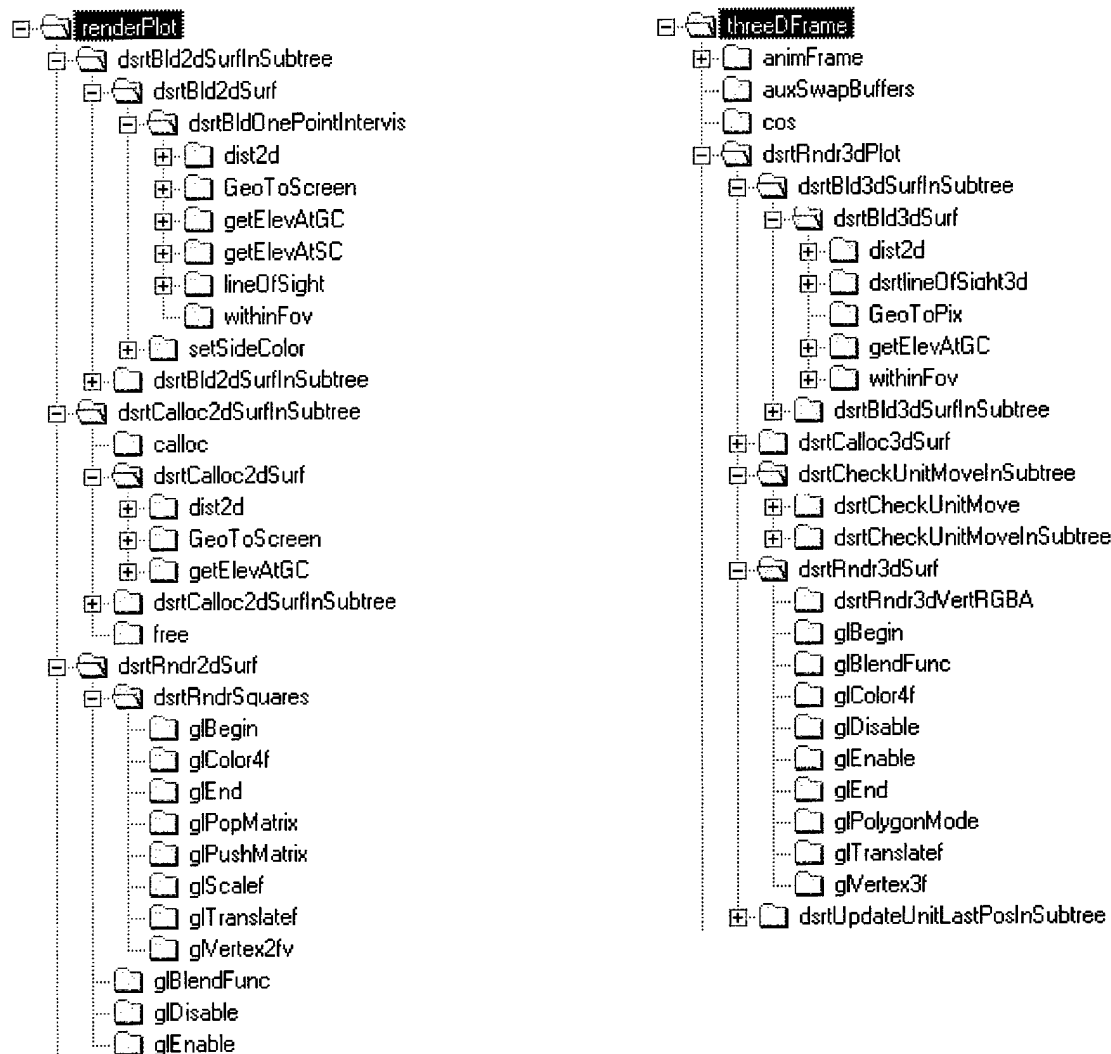 renderPlot
dsrtBld2dSurfInSubtree
dsrtBld2dSurf
dsrtBldOnePointIntervis
dist2d
GeoToScreen
getElevAtGC
getElevAtSC
lineOfSight
withinFov
setSideColor
dsrtBld2dSurfInSubtree
dsrtCalloc2dSurfInSubtree
calloc
dsrtCalloc2dSurf
dist2d
GeoToScreen
getElevAtGC
dsrtCalloc2dSurfInSubtree
free
dsrtRndr2dSurf
dsrtRndrSquares
glBegin
glColor4f
glEnd
glPopMatrix
glPushMatrix
glScalef
glTranslatef
glVertex2fv
glBlendFunc
glDisable
glEnable
threeDFrame
animFrame
auxSwapBuffers
cos
dsrtRndr3dPlot
dsrtBld3dSurfInSubtree
dsrtBld3dSurf
dist2d
dsrtlineOfSight3d
GeoToPix
getElevAtGC
withinFov
dsrtBld3dSurfInSubtree
dsrtCalloc3dSurf
dsrtCheckUnitMoveInSubtree
dsrtCheckUnitMove
dsrtCheckUnitMoveInSubtree
dsrtRndr3dSurf
dsrtRndr3dVertRGBA
glBegin
glBlendFunc
glColor4f
glDisable
glEnable
glEnd
glPolygonMode
glTranslatef
glVertex3f
dsrtUpdateUnitLastPosInSubtree